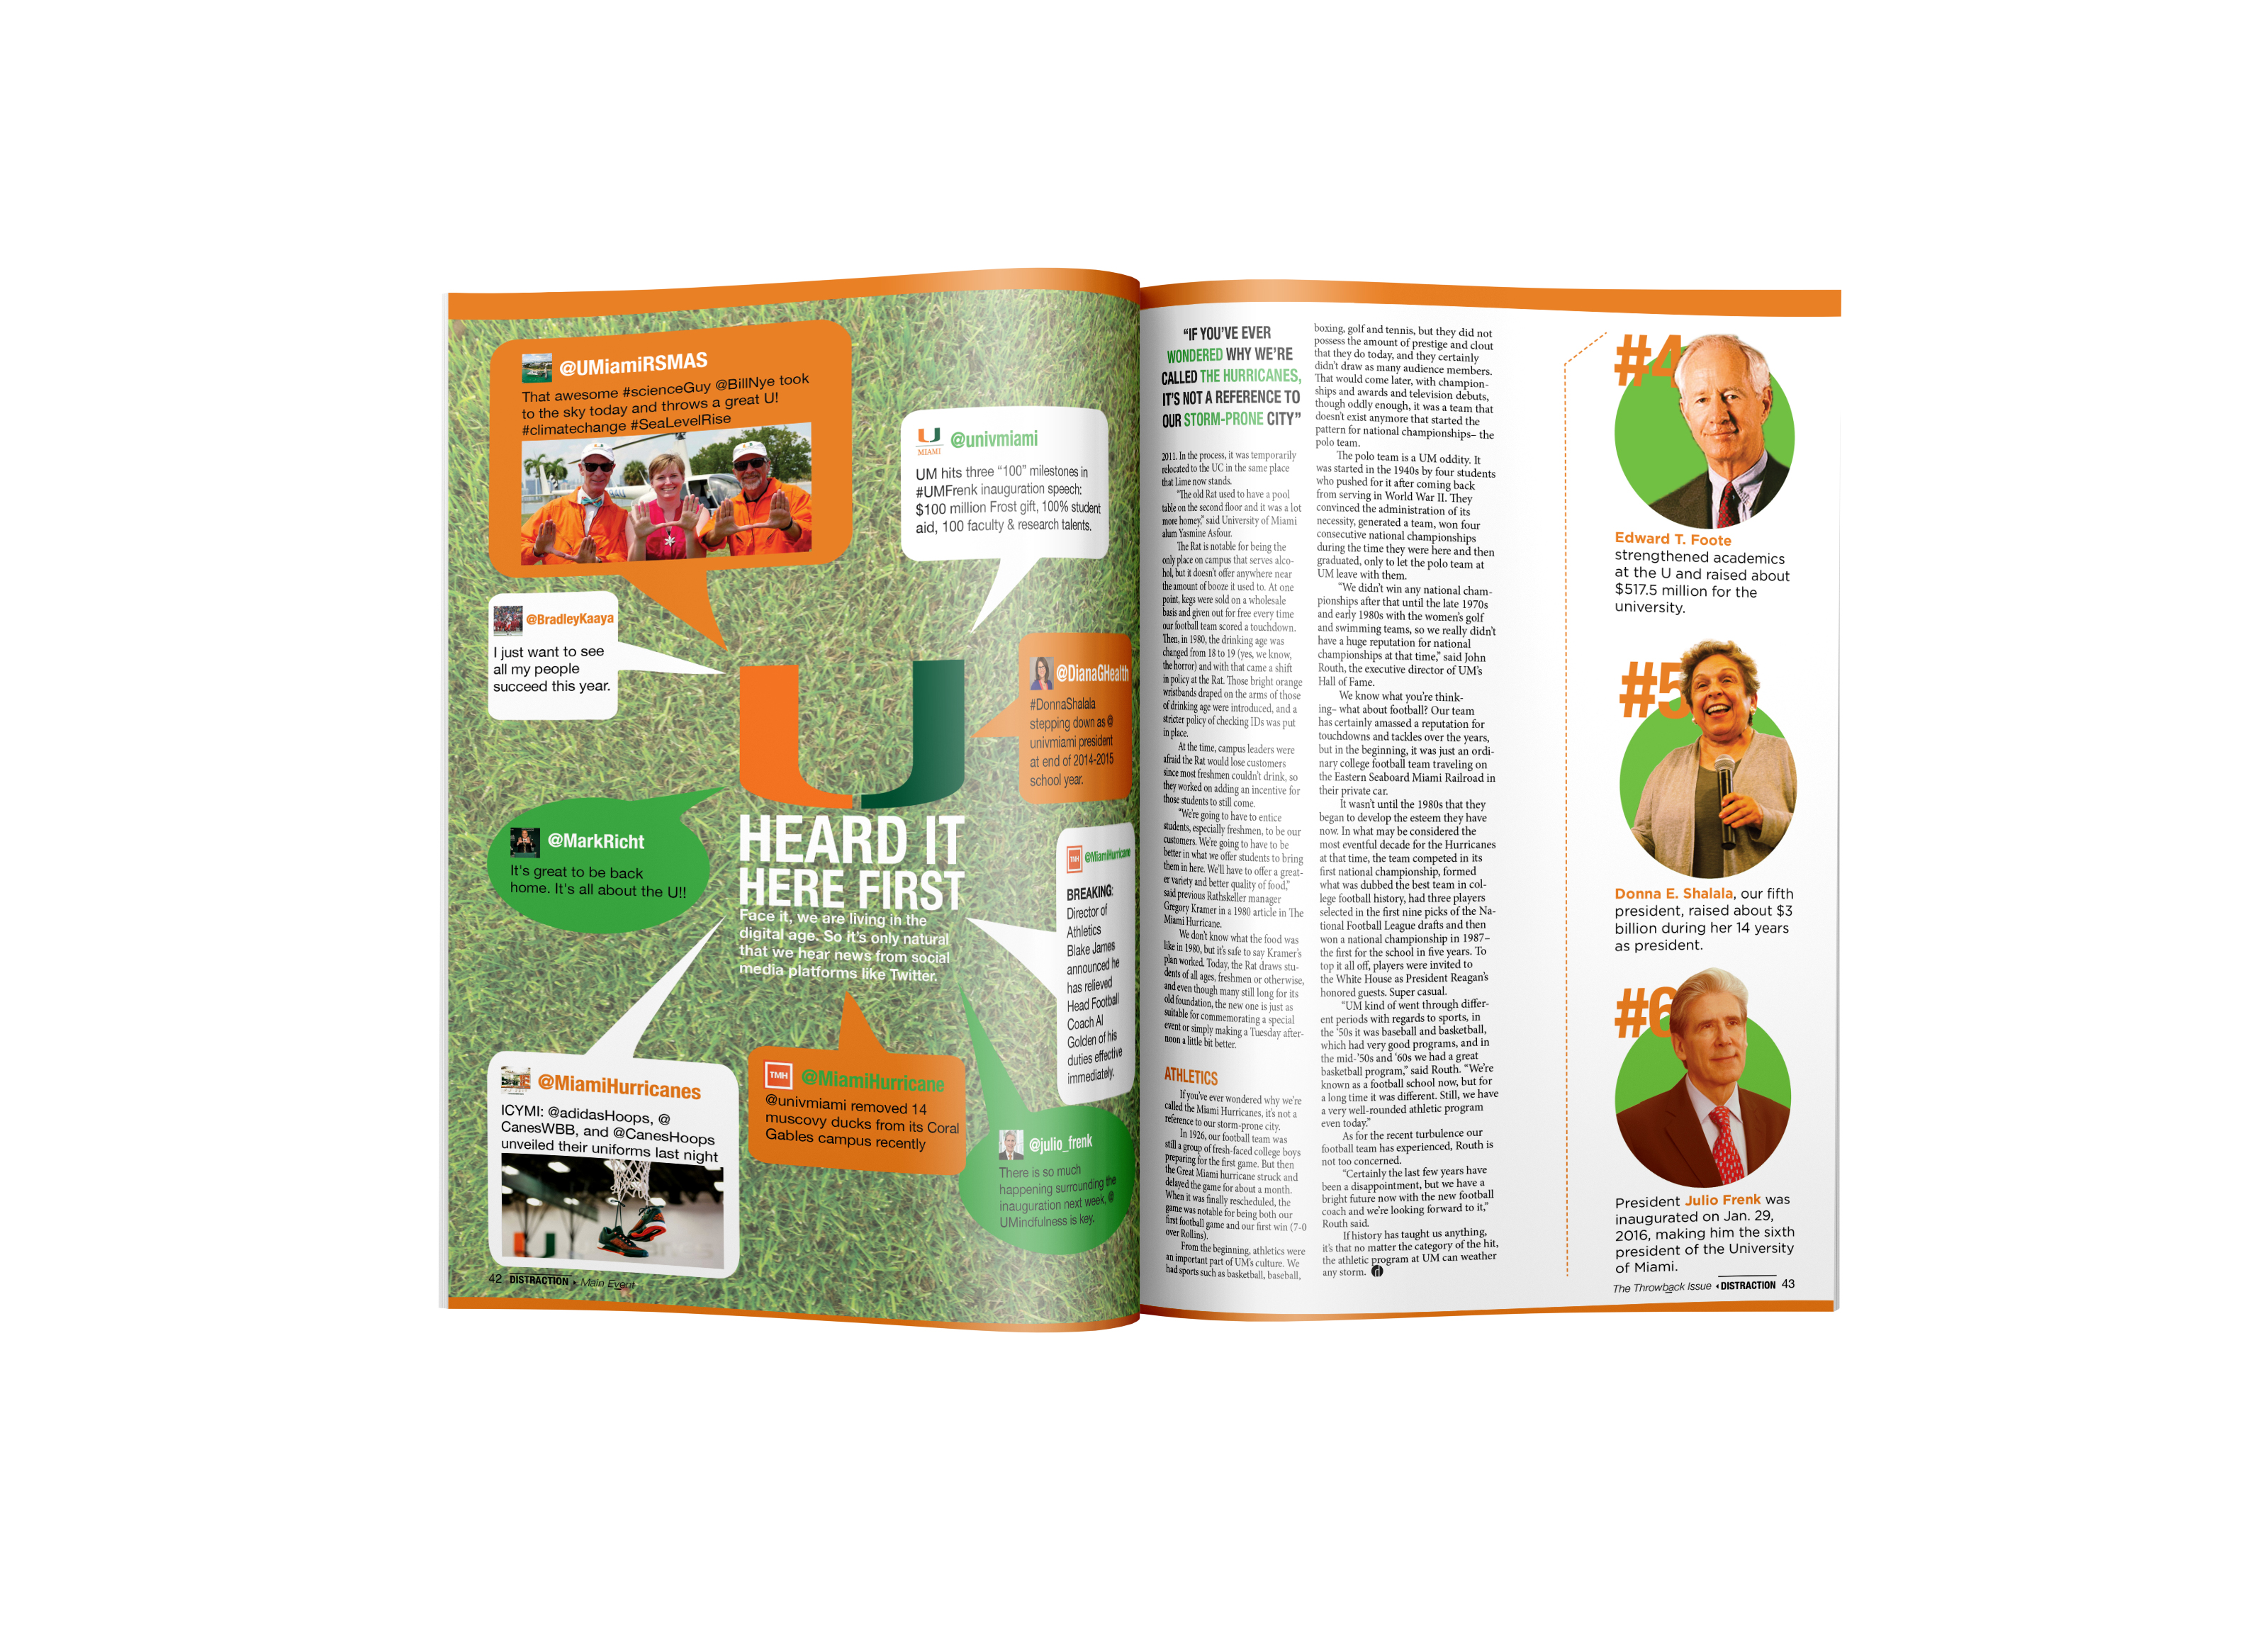 @UMiamiRSMAS
That awesome #scienceGuy @BillNye took
to the sky today and throws a great U!
#climatechange #SeaLevelRise
@univmiami
MIAMI
UM hits three “100” milestones in
#UMFrenk inauguration speech:
$100 million Frost gift, 100% student
aid, 100 faculty & research talents.
@BradleyKaaya
I just want to see
all my people
succeed this year.
@DianaGHealth
#DonnaShalala
stepping down as @
univmiami president
at end of 2014-2015
school year.
@MarkRicht
It's great to be back
home. It's all about the U!!
HEARD IT
HERE FIRST
Face it, we are living in the
digital age. So it's only natural
that we hear news from social
media platforms like Twitter.
TMH
@MiamiHurricane
BREAKING:
Director of
Athletics
Blake James
announced he
has relieved
Head Football
Coach Al
Golden of his
duties effective
immediately.
@MiamiHurricanes
ICYMI: @adidasHoops, @
CanesWBB, and @CanesHoops
unveiled their uniforms last night
TMH
@MiamiHurricane
@univmiami removed 14
muscovy ducks from its Coral
Gables campus recently
@julio_frenk
There is so much
happening surrounding the
inauguration next week, @
UMindfulness is key.
42 DISTRACTION Main Event
“IF YOU’VE EVER
WONDERED WHY WE’RE
CALLED THE HURRICANES,
IT’S NOT A REFERENCE TO
OUR STORM-PRONE CITY”
2011. In the process, it was temporarily
relocated to the UC in the same place
that Lime now stands.
“The old Rat used to have a pool
table on the second floor and it was a lot
more homey,” said University of Miami
alum Yasmine Asfour.
The Rat is notable for being the
only place on campus that serves alco-
hol, but it doesn’t offer anywhere near
the amount of booze it used to. At one
point, kegs were sold on a wholesale
basis and given out for free every time
our football team scored a touchdown.
Then, in 1980, the drinking age was
changed from 18 to 19 (yes, we know,
the horror) and with that came a shift
in policy at the Rat. Those bright orange
wristbands draped on the arms of those
of drinking age were introduced, and a
stricter policy of checking IDs was put
in place.
At the time, campus leaders were
afraid the Rat would lose customers
since most freshmen couldn’t drink, so
they worked on adding an incentive for
those students to still come.
“We’re going to have to entice
students, especially freshmen, to be our
customers. We’re going to have to be
better in what we offer students to bring
them in here. We’ll have to offer a great-
er variety and better quality of food,”
said previous Rathskeller manager
Gregory Kramer in a 1980 article in The
Miami Hurricane.
We don’t know what the food was
like in 1980, but it’s safe to say Kramer’s
plan worked. Today, the Rat draws stu-
dents of all ages, freshmen or otherwise,
and even though many still long for its
old foundation, the new one is just as
suitable for commemorating a special
event or simply making a Tuesday after-
noon a little bit better.
ATHLETICS
If you’ve ever wondered why we’re
called the Miami Hurricanes, it’s not a
reference to our storm-prone city.
In 1926, our football team was
still a group of fresh-faced college boys
preparing for the first game. But then
the Great Miami hurricane struck and
delayed the game for about a month.
When it was finally rescheduled, the
game was notable for being both our
first football game and our first win (7-0
over Rollins).
From the beginning, athletics were
an important part of UM’s culture. We
had sports such as basketball, baseball,
boxing, golf and tennis, but they did not
possess the amount of prestige and clout
that they do today, and they certainly
didn’t draw as many audience members.
That would come later, with champion-
ships and awards and television debuts,
though oddly enough, it was a team that
doesn’t exist anymore that started the
pattern for national championships– the
polo team.
The polo team is a UM oddity. It
was started in the 1940s by four students
who pushed for it after coming back
from serving in World War II. They
convinced the administration of its
necessity, generated a team, won four
consecutive national championships
during the time they were here and then
graduated, only to let the polo team at
UM leave with them.
“We didn’t win any national cham-
pionships after that until the late 1970s
and early 1980s with the women’s golf
and swimming teams, so we really didn’t
have a huge reputation for national
championships at that time,” said John
Routh, the executive director of UM’s
Hall of Fame.
We know what you’re think-
ing– what about football? Our team
has certainly amassed a reputation for
touchdowns and tackles over the years,
but in the beginning, it was just an ordi-
nary college football team traveling on
the Eastern Seaboard Miami Railroad in
their private car.
It wasn’t until the 1980s that they
began to develop the esteem they have
now. In what may be considered the
most eventful decade for the Hurricanes
at that time, the team competed in its
first national championship, formed
what was dubbed the best team in col-
lege football history, had three players
selected in the first nine picks of the Na-
tional Football League drafts and then
won a national championship in 1987–
the first for the school in five years. To
top it all off, players were invited to
the White House as President Reagan’s
honored guests. Super casual.
“UM kind of went through differ-
ent periods with regards to sports, in
the ‘50s it was baseball and basketball,
which had very good programs, and in
the mid-‘50s and ‘60s we had a great
basketball program,” said Routh. “We’re
known as a football school now, but for
a long time it was different. Still, we have
a very well-rounded athletic program
even today.”
As for the recent turbulence our
football team has experienced, Routh is
not too concerned.
“Certainly the last few years have
been a disappointment, but we have a
bright future now with the new football
coach and we’re looking forward to it,”
Routh said.
If history has taught us anything,
it’s that no matter the category of the hit,
the athletic program at UM can weather
any storm.
#4
Edward T. Foote
strengthened academics
at the U and raised about
$517.5 million for the
university.
#5
Donna E. Shalala, our fifth
president, raised about $3
billion during her 14 years
as president.
#6
President Julio Frenk was
inaugurated on Jan. 29,
2016, making him the sixth
president of the University
of Miami.
The Throwback Issue DISTRACTION 43